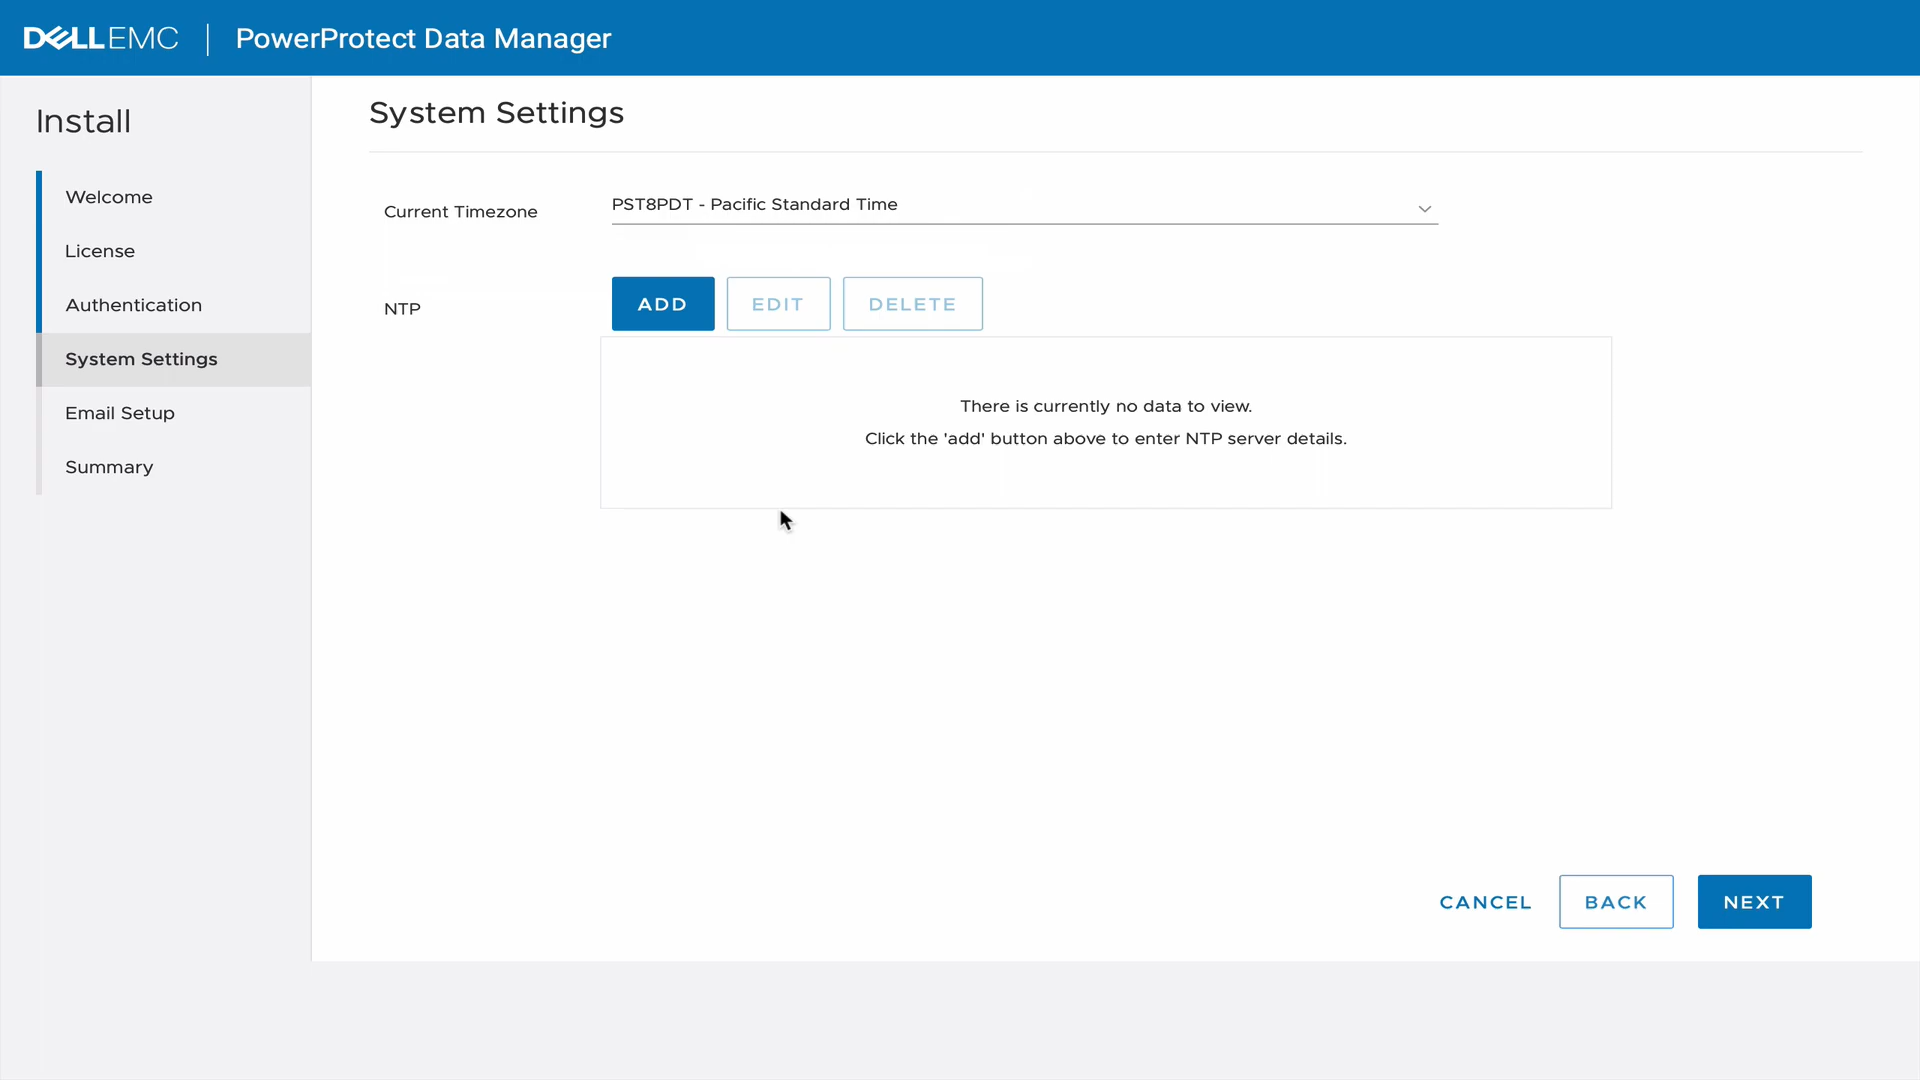 DELLEMC | PowerProtect Data Manager
Install
Welcome
License
Authentication
System Settings
Email Setup
Summary
System Settings
Current Timezone
PST8PDT - Pacific Standard Time
NTP
ADD
EDIT
DELETE
There is currently no data to view.
Click the 'add' button above to enter NTP server details.
CANCEL
BACK
NEXT